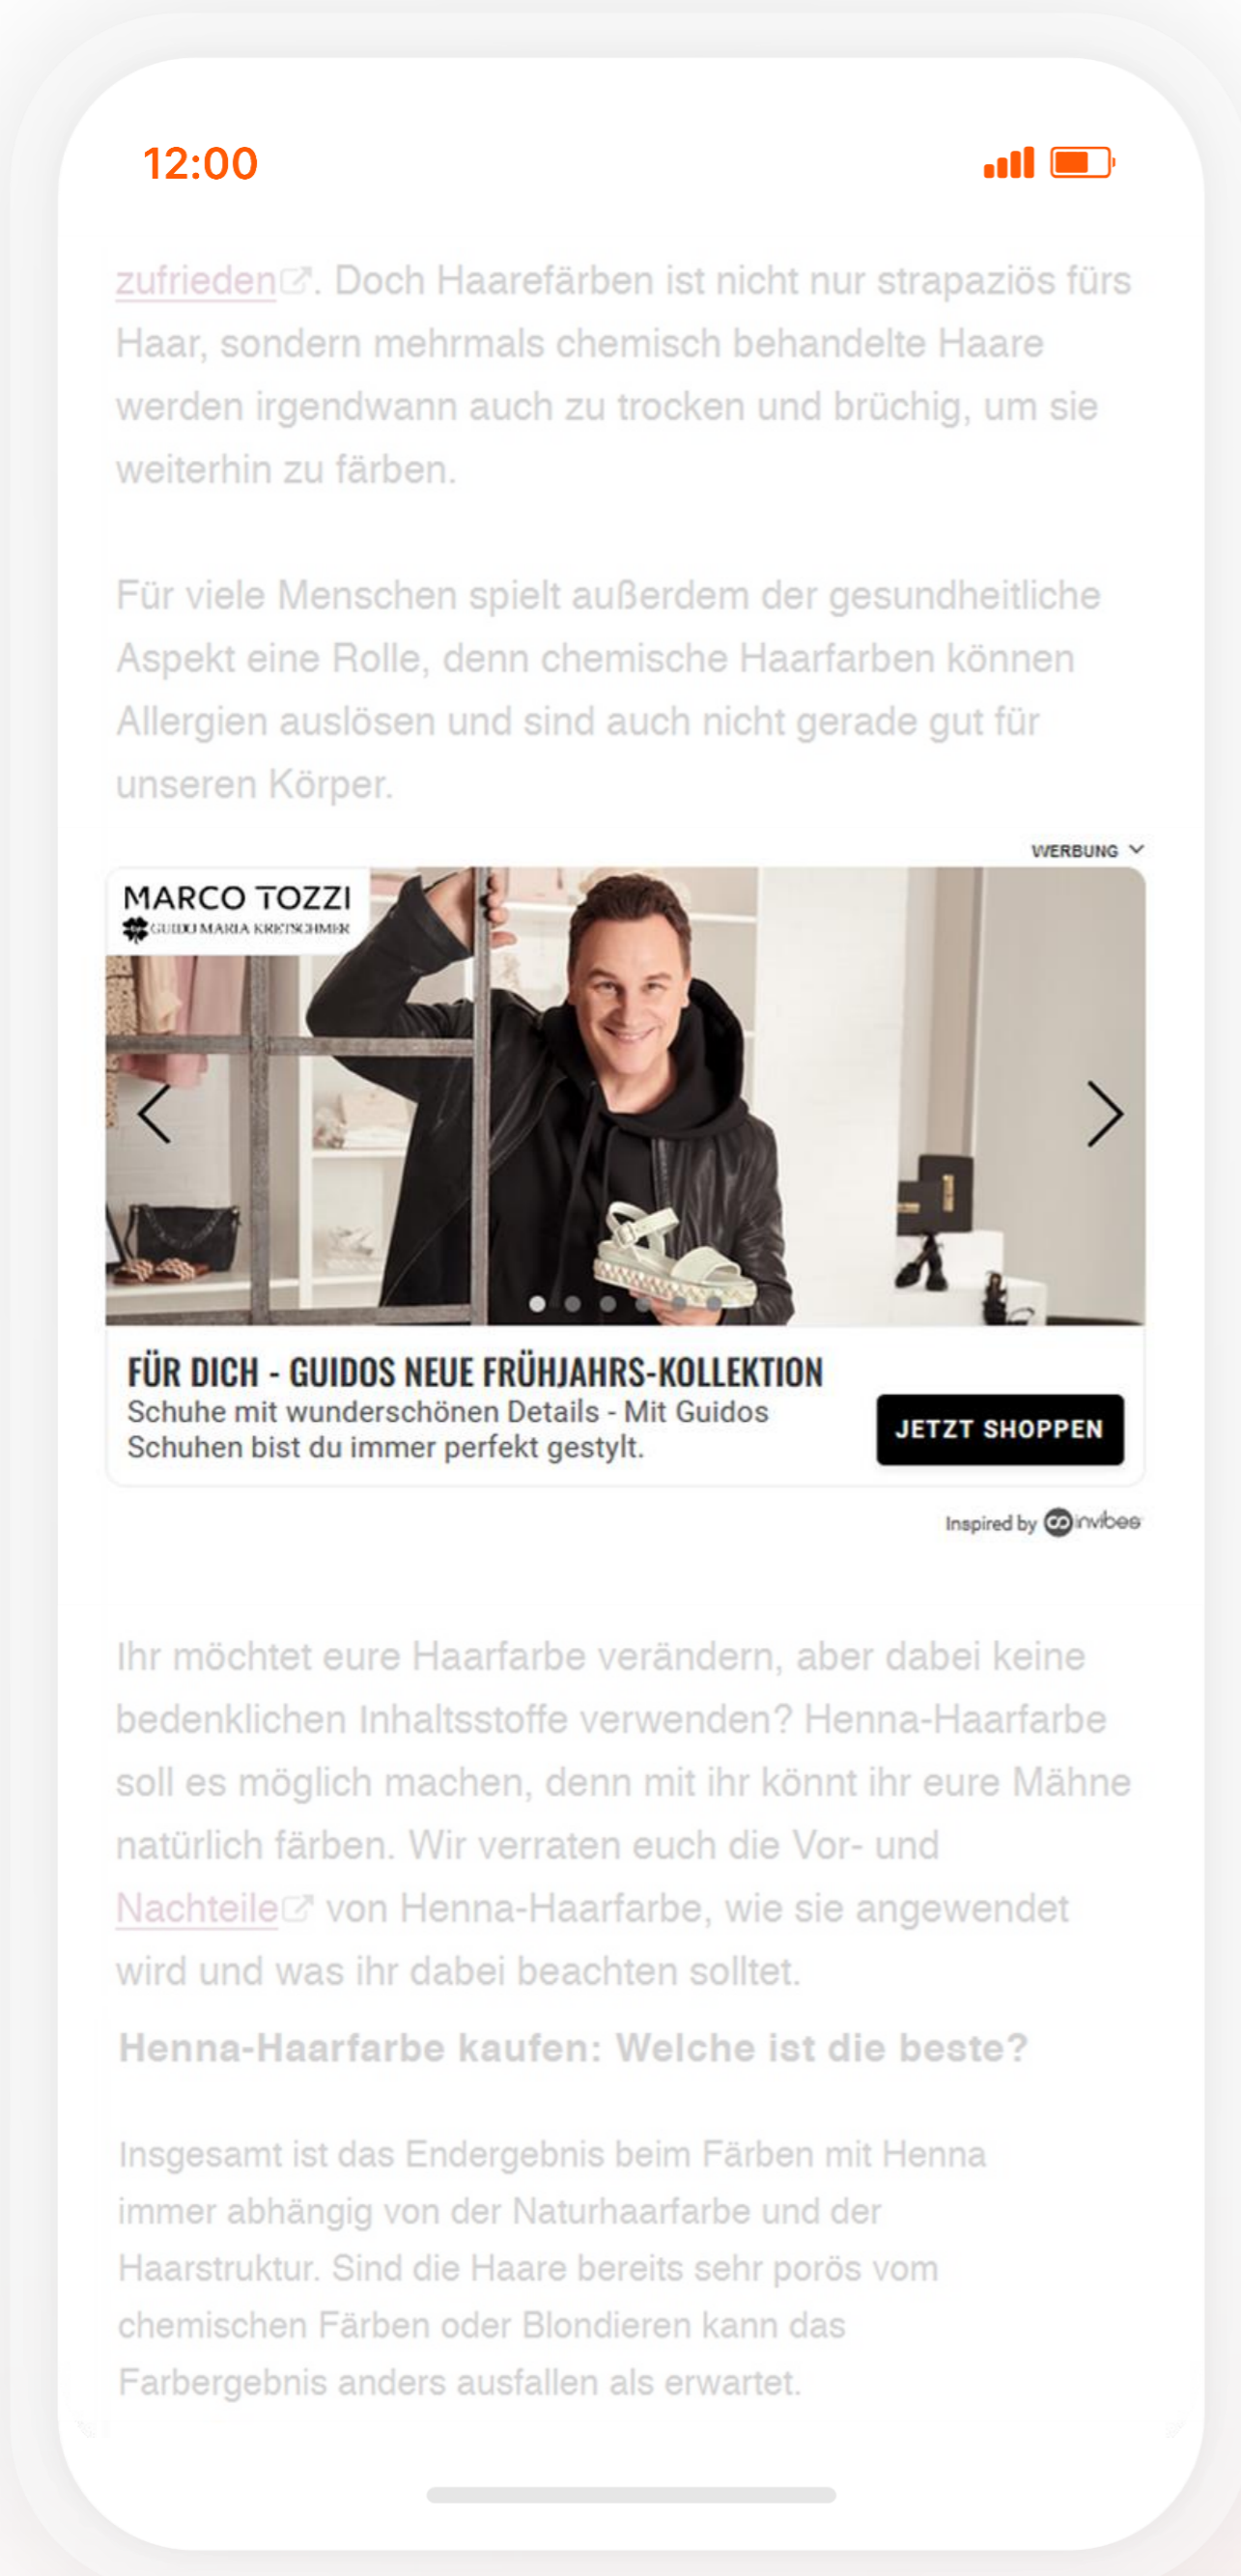 12:00
zufrieden. Doch Haarefärben ist nicht nur strapaziös fürs
Haar, sondern mehrmals chemisch behandelte Haare
werden irgendwann auch zu trocken und brüchig, um sie
weiterhin zu färben.
Für viele Menschen spielt außerdem der gesundheitliche
Aspekt eine Rolle, denn chemische Haarfarben können
Allergien auslösen und sind auch nicht gerade gut für
unseren Körper.
WERBUNG
MARCO TOZZI
GUIDO MARIA KRETSCHMER
FÜR DICH - GUIDOS NEUE FRÜHJAHRS-KOLLEKTION
Schuhe mit wunderschönen Details - Mit Guidos
Schuhen bist du immer perfekt gestylt.
JETZT SHOPPEN
Inspired by invibes
Ihr möchtet eure Haarfarbe verändern, aber dabei keine
bedenklichen Inhaltsstoffe verwenden? Henna-Haarfarbe
soll es möglich machen, denn mit ihr könnt ihr eure Mähne
natürlich färben. Wir verraten euch die Vor- und
Nachteile von Henna-Haarfarbe, wie sie angewendet
wird und was ihr dabei beachten solltet.
Henna-Haarfarbe kaufen: Welche ist die beste?
Insgesamt ist das Endergebnis beim Färben mit Henna
immer abhängig von der Naturhaarfarbe und der
Haarstruktur. Sind die Haare bereits sehr porös vom
chemischen Färben oder Blondieren kann das
Farbergebnis anders ausfallen als erwartet.